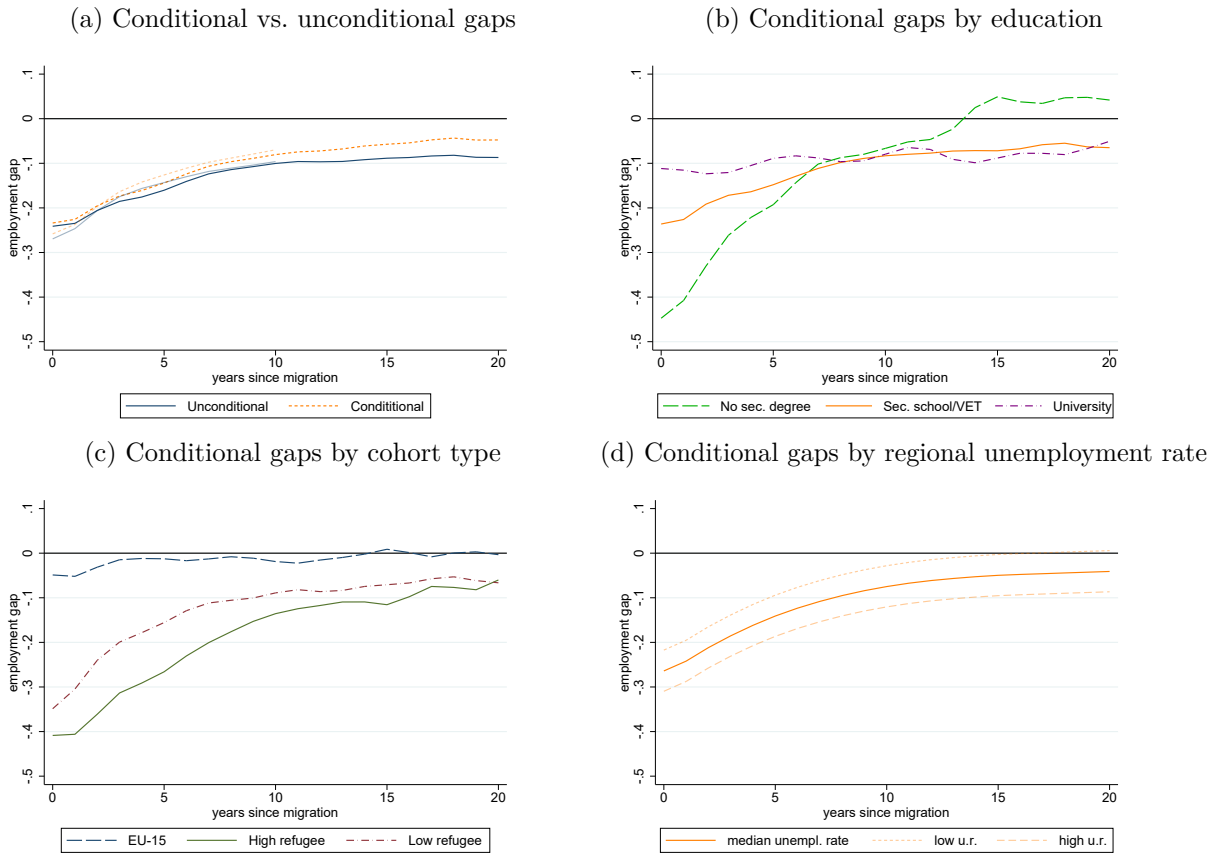 (a) Conditional vs. unconditional gaps
employment gap
.1
0
-.1
-.2
-.3
-.4
-.5
0 5 10 15 20
years since migration
Unconditional Condititional
(b) Conditional gaps by education
employment gap
.1
0
-.1
-.2
-.3
-.4
-.5
0 5 10 15 20
years since migration
No sec. degree Sec. school/VET University
(c) Conditional gaps by cohort type
employment gap
.1
0
-.1
-.2
-.3
-.4
-.5
0 5 10 15 20
years since migration
EU-15 High refugee Low refugee
(d) Conditional gaps by regional unemployment rate
employment gap
.1
0
-.1
-.2
-.3
-.4
-.5
0 5 10 15 20
years since migration
median unempl. rate low u.r. high u.r.